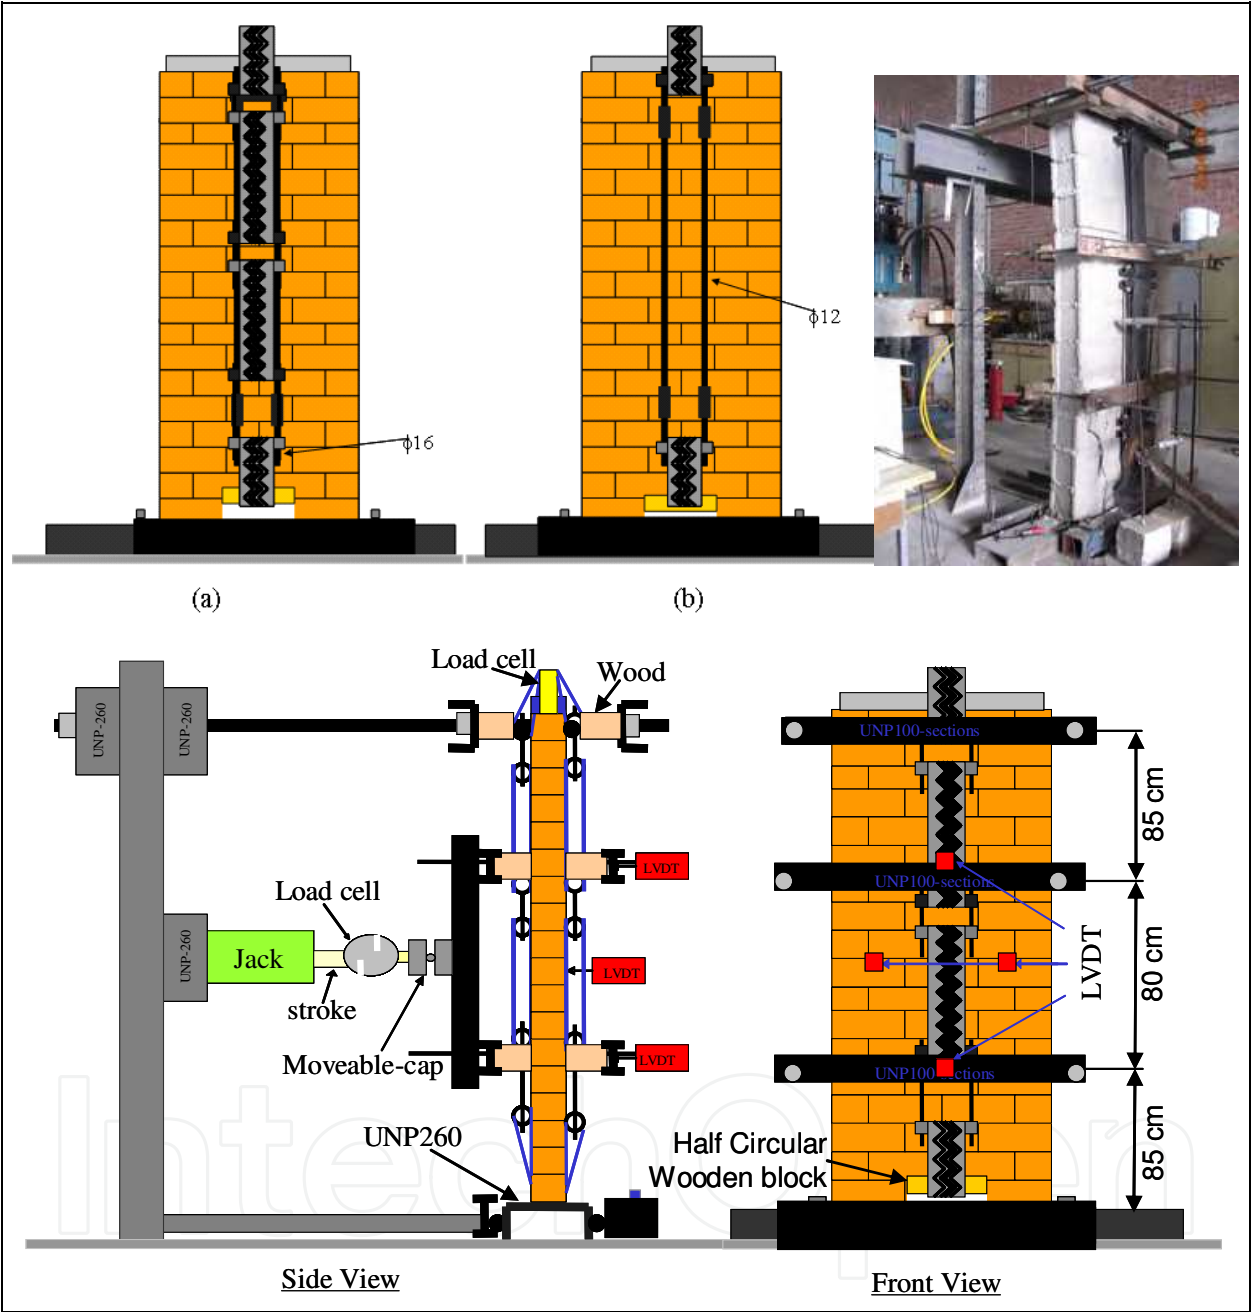 ϕ16
ϕ12
(a)
(b)
Load cell
Wood
UNP-260
UNP-260
LVDT
Load cell
UNP-260
Jack
LVDT
stroke
Moveable-cap
LVDT
UNP260
Side View
UNP100-sections
85 cm
UNP100-sections
LVDT
80 cm
UNP100-sections
Half Circular
Wooden block
85 cm
Front View
IntechOpen